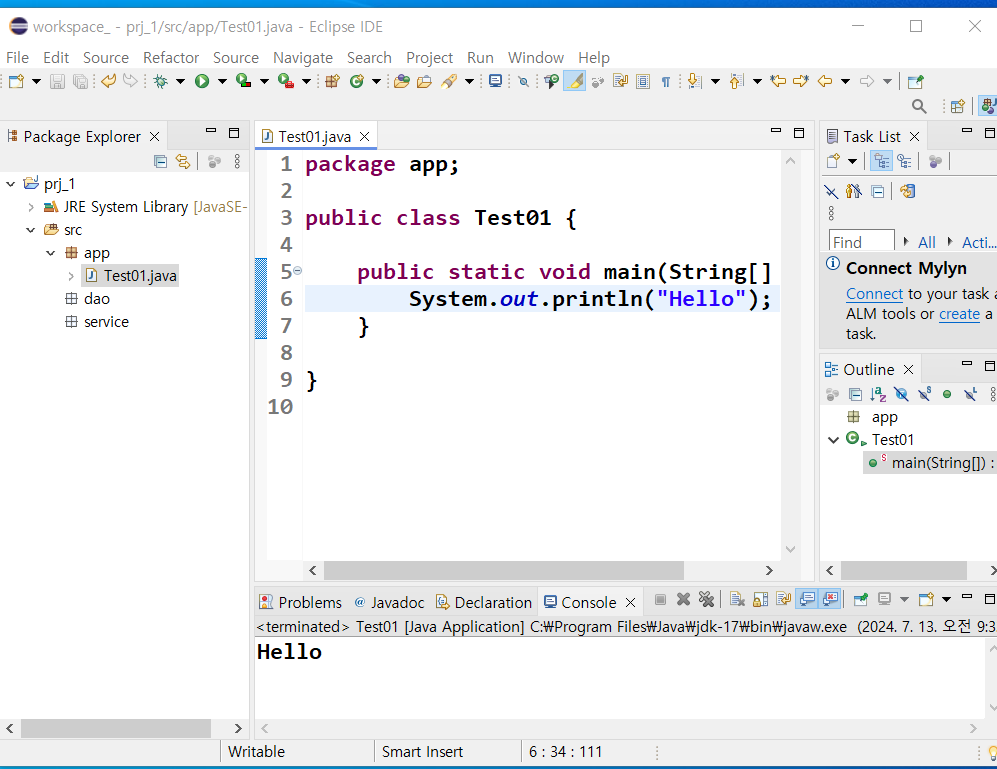 workspace_ - prj_1/src/app/Test01.java - Eclipse IDE
File Edit Source Refactor Source Navigate Search Project Run Window Help
Package Explorer
prj_1
JRE System Library [JavaSE-
src
app
Test01.java
dao
service
Test01.java
1 package app;
2
3 public class Test01 {
4
5 public static void main(String[]
6 System.out.println("Hello");
7 }
8
9 }
10
Task List
Find All Acti...
Connect Mylyn
Connect to your task a
ALM tools or create a
task.
Outline
app
Test01
main(String[]) :
Problems @ Javadoc Declaration Console
<terminated> Test01 [Java Application] C:₩Program Files₩Java₩jdk-17₩bin₩javaw.exe (2024. 7. 13. 오전 9:3
Hello
Writable Smart Insert 6 : 34 : 111